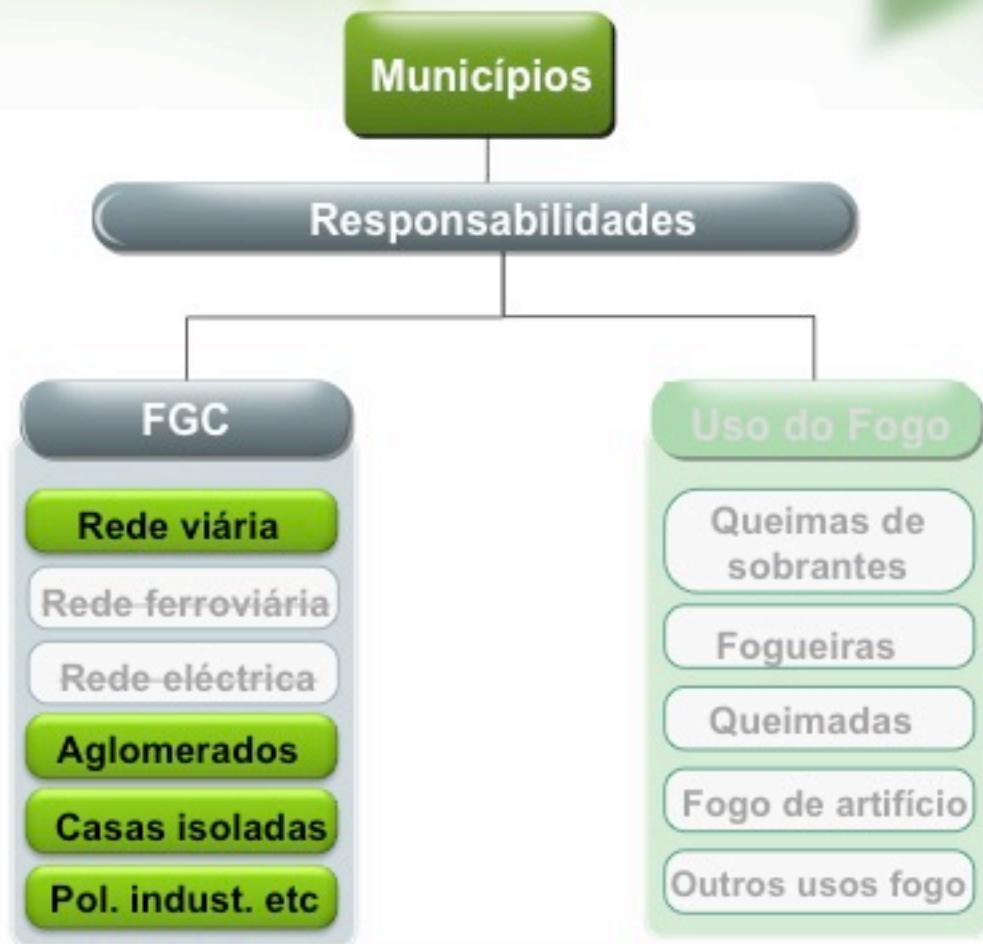 Municípios
Responsabilidades
FGC
Rede viária
Rede ferroviária
Rede eléctrica
Aglomerados
Casas isoladas
Pol. indust. etc
Uso do Fogo
Queimas de
sobrantes
Fogueiras
Queimadas
Fogo de artifício
Outros usos fogo